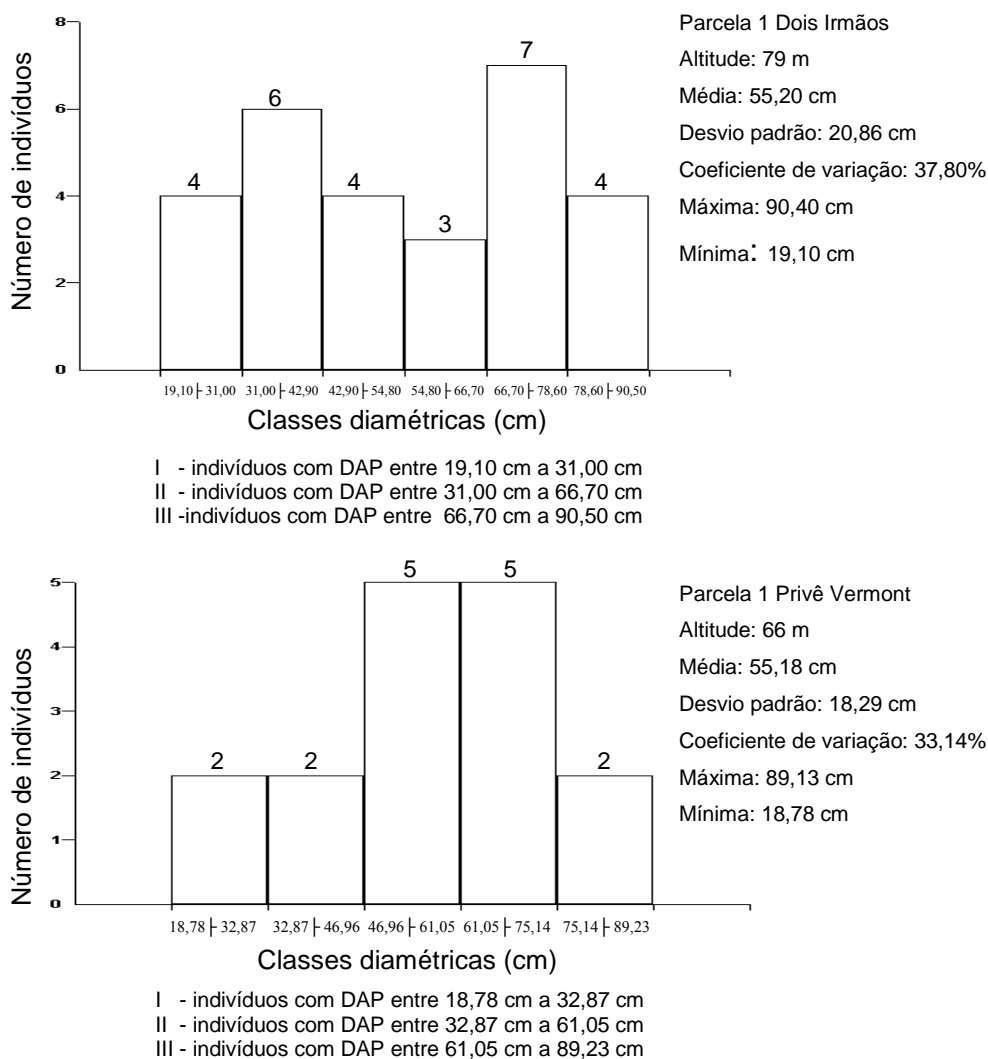 8
6
4
2
0
Número de indivíduos
4
6
4
3
7
4
19,10 ├ 31,00 31,00 ├ 42,90 42,90 ├ 54,80 54,80 ├ 66,70 66,70 ├ 78,60 78,60 ├ 90,50
Classes diamétricas (cm)
Parcela 1 Dois Irmãos
Altitude: 79 m
Média: 55,20 cm
Desvio padrão: 20,86 cm
Coeficiente de variação: 37,80%
Máxima: 90,40 cm
Mínima: 19,10 cm
I - indivíduos com DAP entre 19,10 cm a 31,00 cm
II - indivíduos com DAP entre 31,00 cm a 66,70 cm
III -indivíduos com DAP entre 66,70 cm a 90,50 cm
5
4
3
2
1
0
Número de indivíduos
2
2
5
5
2
18,78 ├ 32,87 32,87 ├ 46,96 46,96 ├ 61,05 61,05 ├ 75,14 75,14 ├ 89,23
Classes diamétricas (cm)
Parcela 1 Privê Vermont
Altitude: 66 m
Média: 55,18 cm
Desvio padrão: 18,29 cm
Coeficiente de variação: 33,14%
Máxima: 89,13 cm
Mínima: 18,78 cm
I - indivíduos com DAP entre 18,78 cm a 32,87 cm
II - indivíduos com DAP entre 32,87 cm a 61,05 cm
III - indivíduos com DAP entre 61,05 cm a 89,23 cm